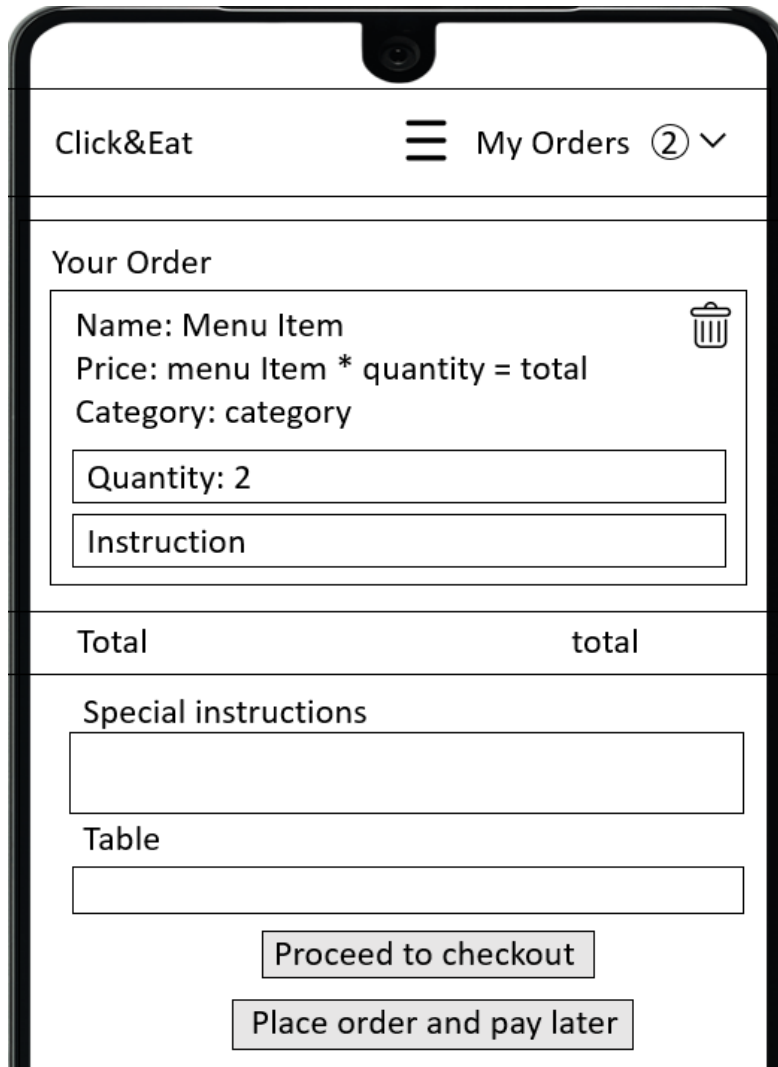 Click&Eat My Orders 2
Your Order
Name: Menu Item
Price: menu Item * quantity = total
Category: category
Quantity: 2
Instruction
Total total
Special instructions
Table
Proceed to checkout
Place order and pay later